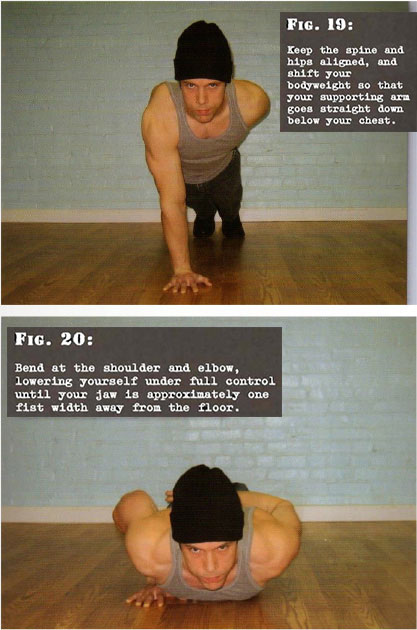 FIG. 19:
Keep the spine and
hips aligned, and
shift your
bodyweight so that
your supporting arm
goes straight down
below your chest.
FIG. 20:
Bend at the shoulder and elbow,
lowering yourself under full control
until your jaw is approximately one
fist width away from the floor.